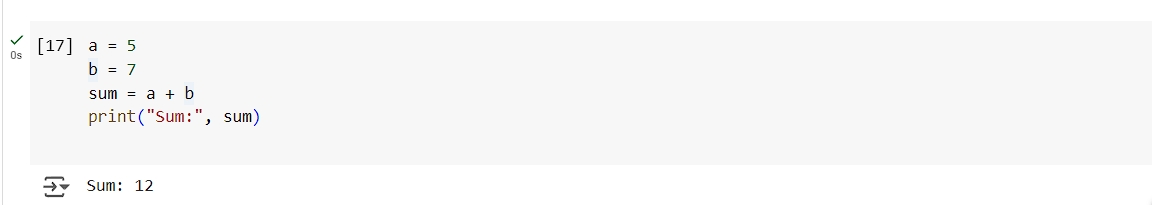 [17] a = 5
b = 7
sum = a + b
print("Sum:", sum)
0s
Sum: 12